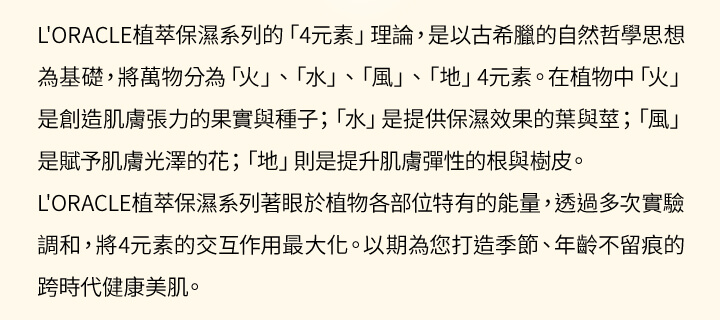 L'ORACLE植萃保濕系列的「4元素」理論，是以古希臘的自然哲學思想
為基礎，將萬物分為「火」、「水」、「風」、「地」4元素。在植物中「火」
是創造肌膚張力的果實與種子；「水」是提供保濕效果的葉與莖；「風」
是賦予肌膚光澤的花；「地」則是提升肌膚彈性的根與樹皮。
L'ORACLE植萃保濕系列著眼於植物各部位特有的能量，透過多次實驗
調和，將4元素的交互作用最大化。以期為您打造季節、年齡不留痕的
跨時代健康美肌。